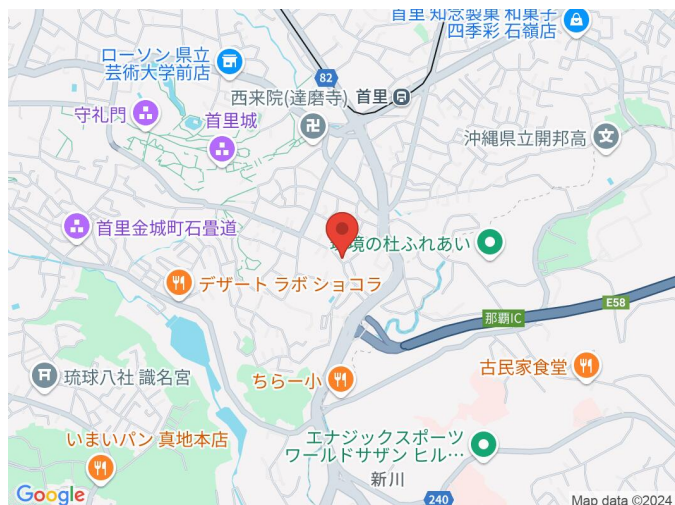 首里 知念製菓 和菓子
四季彩 石嶺店
ローソン 県立
芸術大学前店
82
首里
西来院(達磨寺)
守礼門
首里城
沖縄県立開邦高
文
首里金城町石畳道
境の杜ふれあい
デザート ラボ ショコラ
E58
那覇IC
ちらー小
古民家食堂
琉球八社 識名宮
エナジックスポーツ
ワールドサザン ヒル…
いまいパン 真地本店
新川
240
Google
Map data ©2024